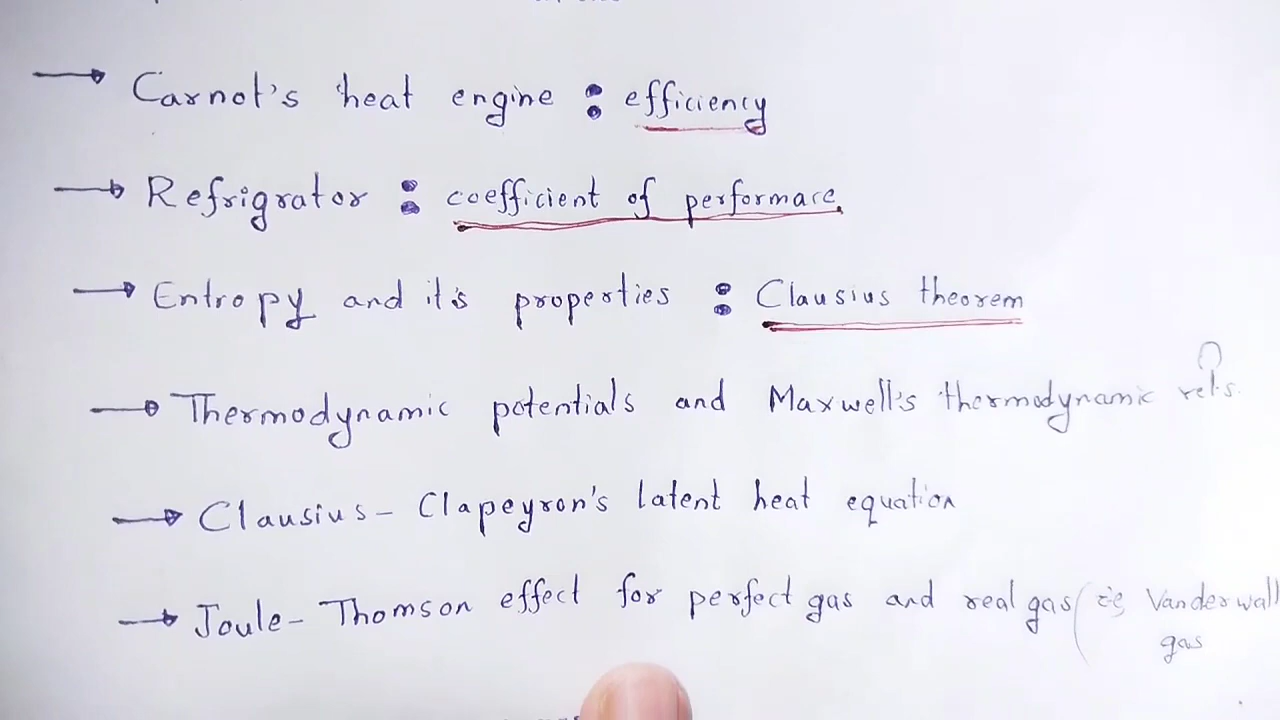 → Carnot's heat engine : efficiency
→ Refrigrator : coefficient of performace
→ Entropy and it's properties : Clausius theorem
→ Thermodynamic potentials and Maxwell's thermodynamic rel.s.
→ Clausius - Clapeyron's latent heat equation
→ Joule - Thomson effect for perfect gas and real gas (ie, Vanderwall
gas